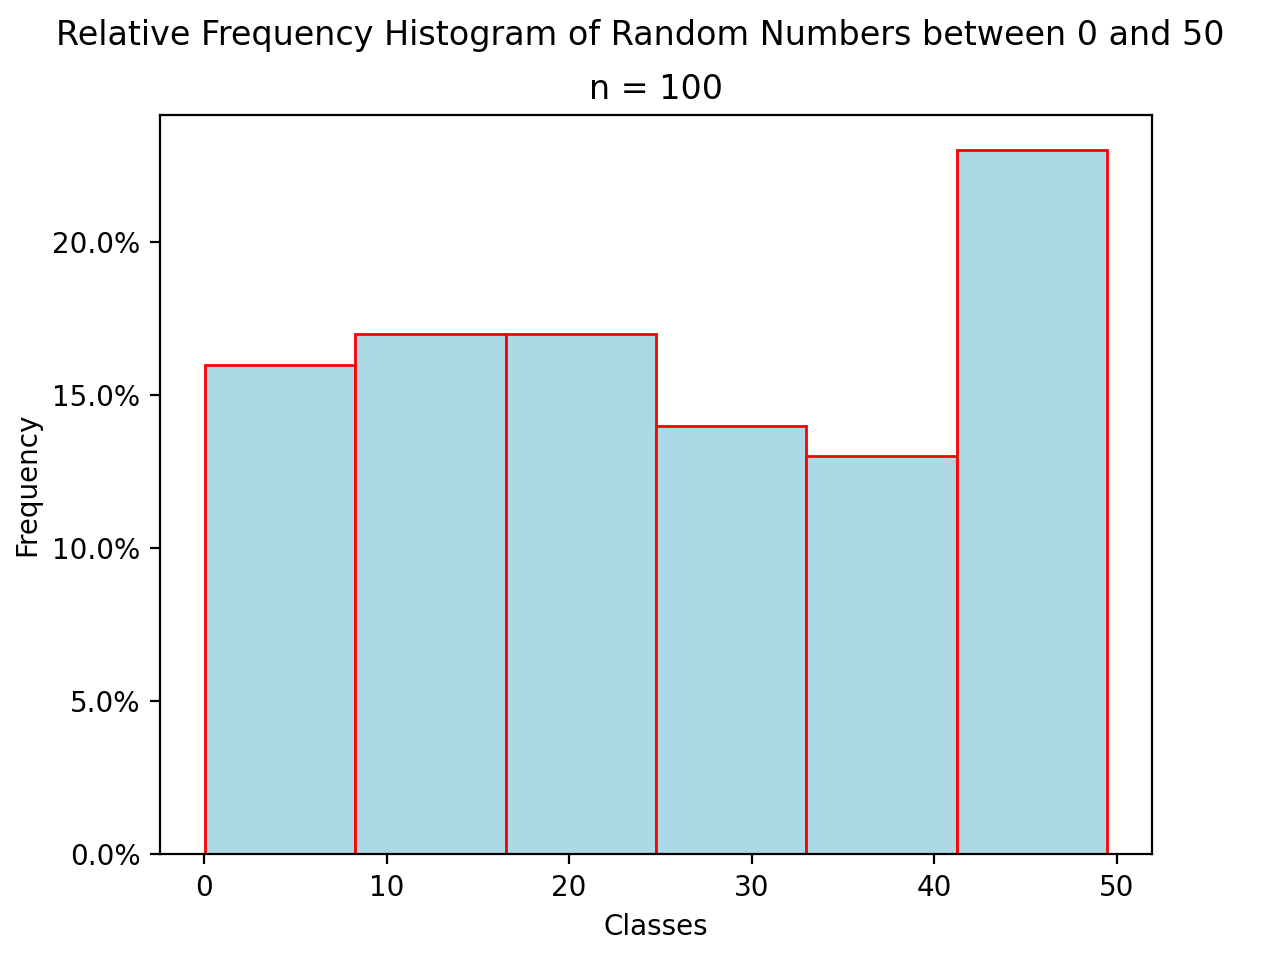 Relative Frequency Histogram of Random Numbers between 0 and 50
n = 100
20.0%
15.0%
10.0%
5.0%
0.0%
Frequency
0 10 20 30 40 50
Classes